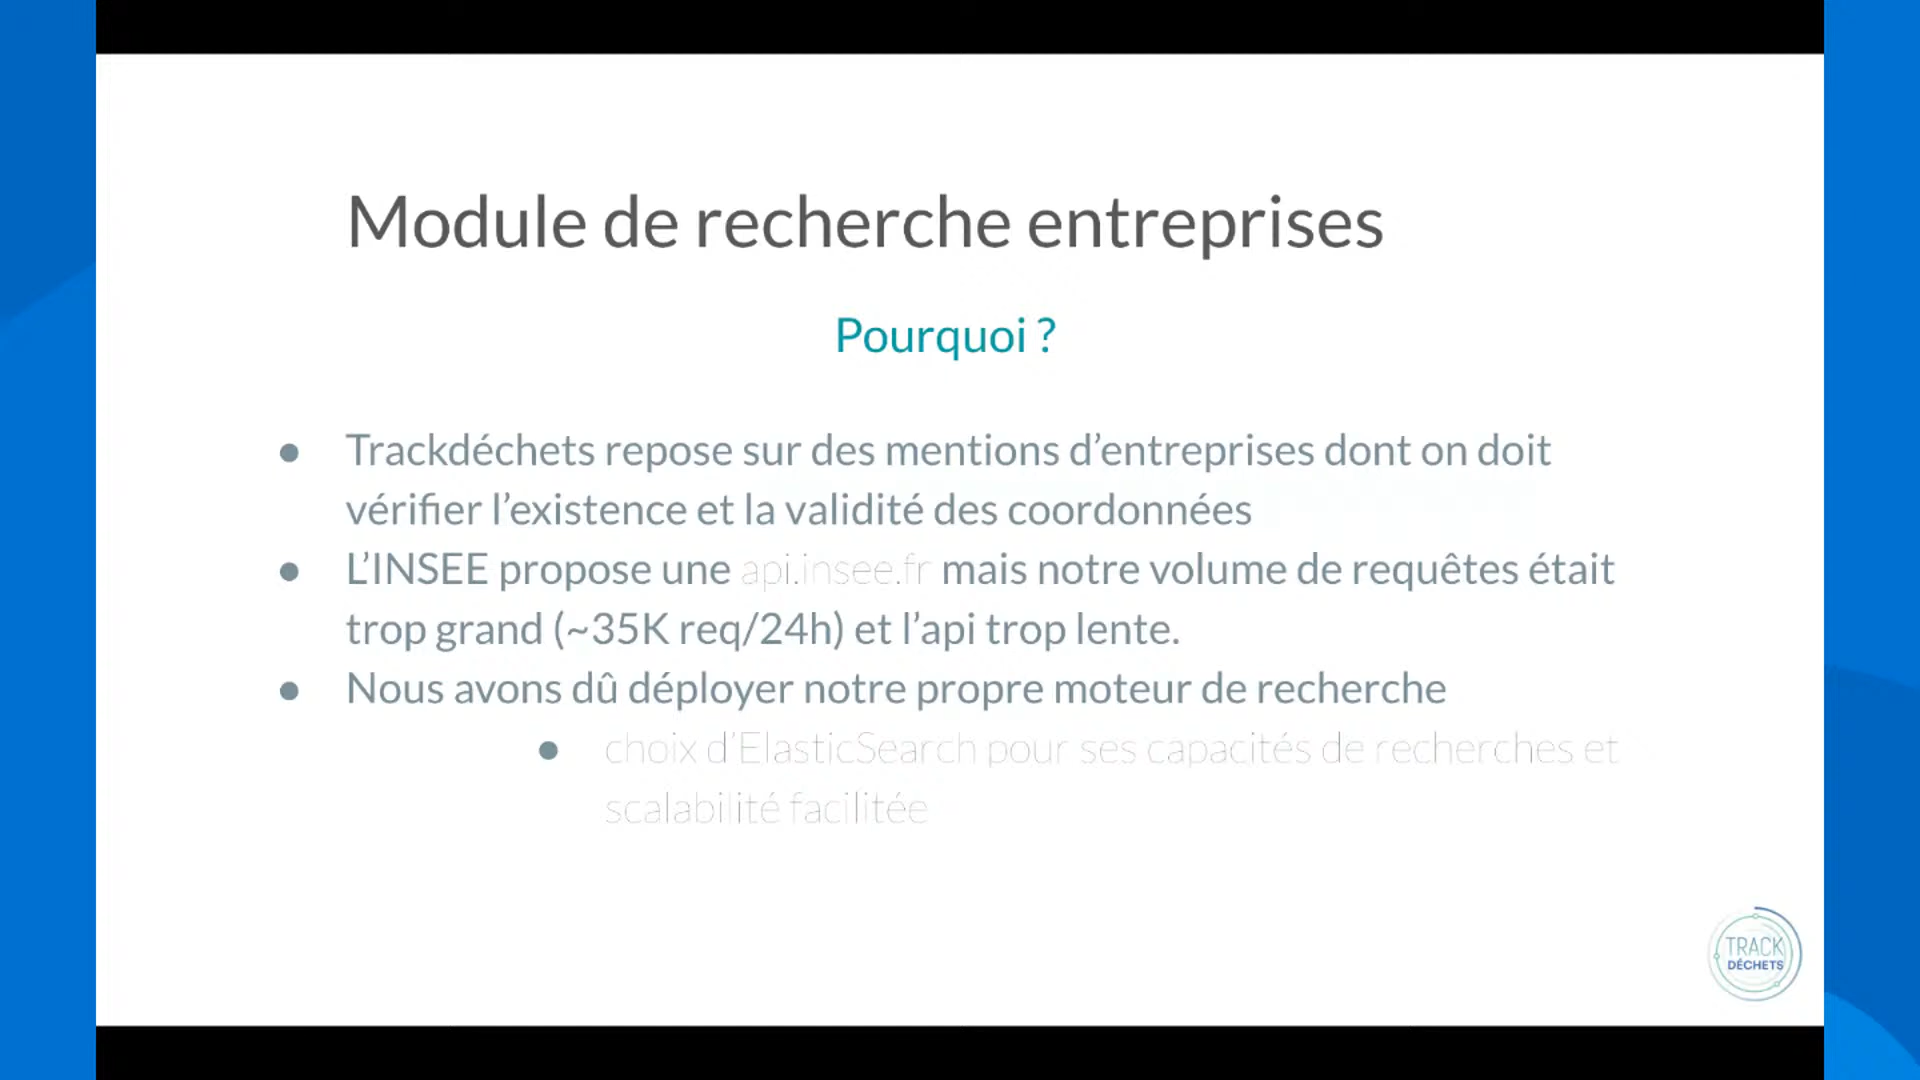 Module de recherche entreprises
Pourquoi ?
● Trackdéchets repose sur des mentions d’entreprises dont on doit
vérifier l’existence et la validité des coordonnées
● L’INSEE propose une api.insee.fr mais notre volume de requêtes était
trop grand (~35K req/24h) et l’api trop lente.
● Nous avons dû déployer notre propre moteur de recherche
● choix d’ElasticSearch pour ses capacités de recherches et
scalabilité facilitée
TRACK
DÉCHETS